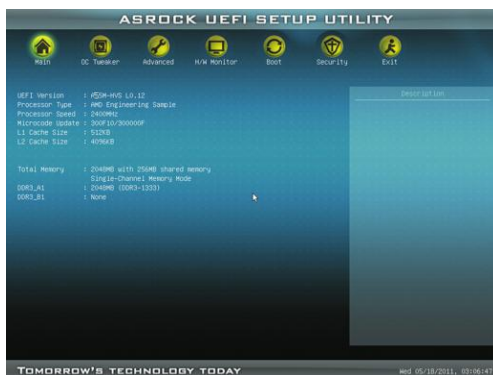 ASROCK UEFI SETUP UTILITY
Main OC Tweaker Advanced H/W Monitor Boot Security Exit
UEFI Version : A55M-HVS L0.12
Processor Type : AMD Engineering Sample
Processor Speed : 2400MHz
Microcode Update : 300F10/300000F
L1 Cache Size : 512KB
L2 Cache Size : 4096KB
Total Memory : 2048MB with 256MB shared memory
Single-Channel Memory Mode
DDR3_A1 : 2048MB (DDR3-1333)
DDR3_B1 : None
Description
TOMORROW'S TECHNOLOGY TODAY
Wed 05/18/2011, 03:06:47